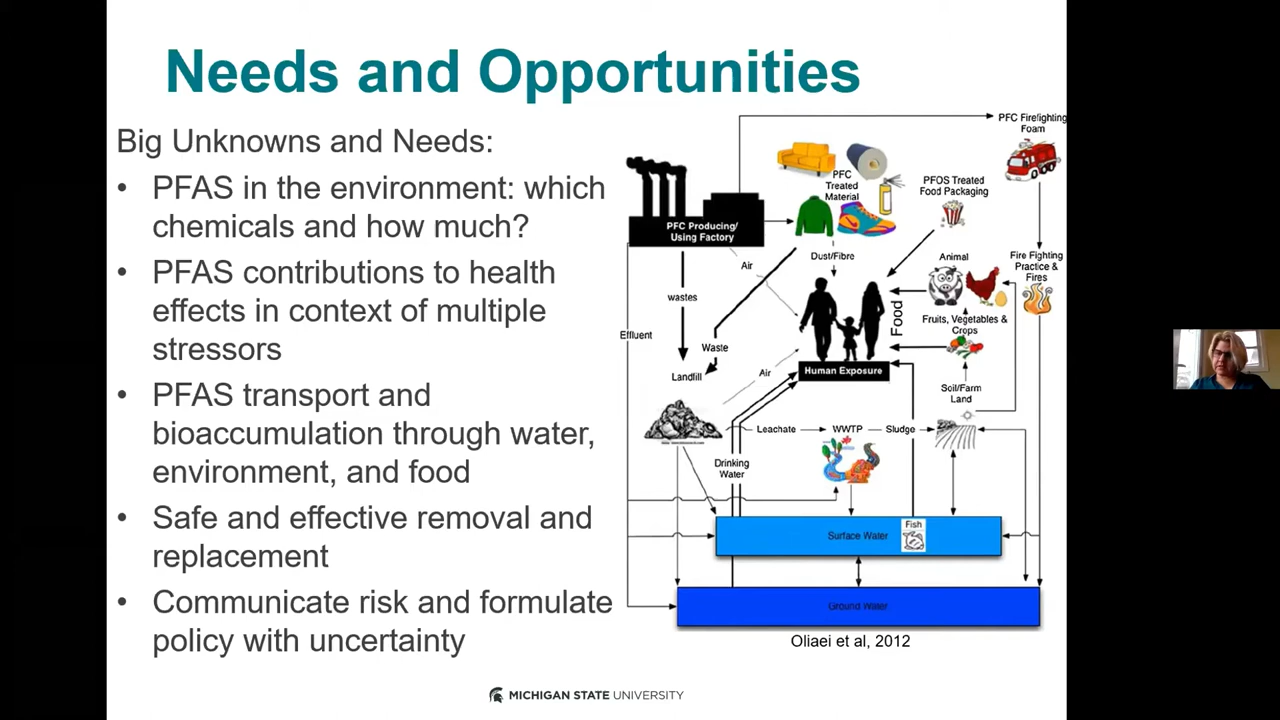 Needs and Opportunities
Big Unknowns and Needs:
• PFAS in the environment: which
chemicals and how much?
• PFAS contributions to health
effects in context of multiple
stressors
• PFAS transport and
bioaccumulation through water,
environment, and food
• Safe and effective removal and
replacement
• Communicate risk and formulate
policy with uncertainty
PFC Firefighting
Foam
PFC
Treated
Material
PFOS Treated
Food Packaging
PFC Producing/
Using Factory
Air
Dust/Fibre
Animal
Fire Fighting
Practice &
Fires
wastes
Food
Fruits, Vegetables &
Crops
Effluent
Waste
Landfill
Air
Human Exposure
Soil/Farm
Land
Leachate
WWTP
Sludge
Drinking
Water
Fish
Surface Water
Ground Water
Oliaei et al, 2012
MICHIGAN STATE UNIVERSITY